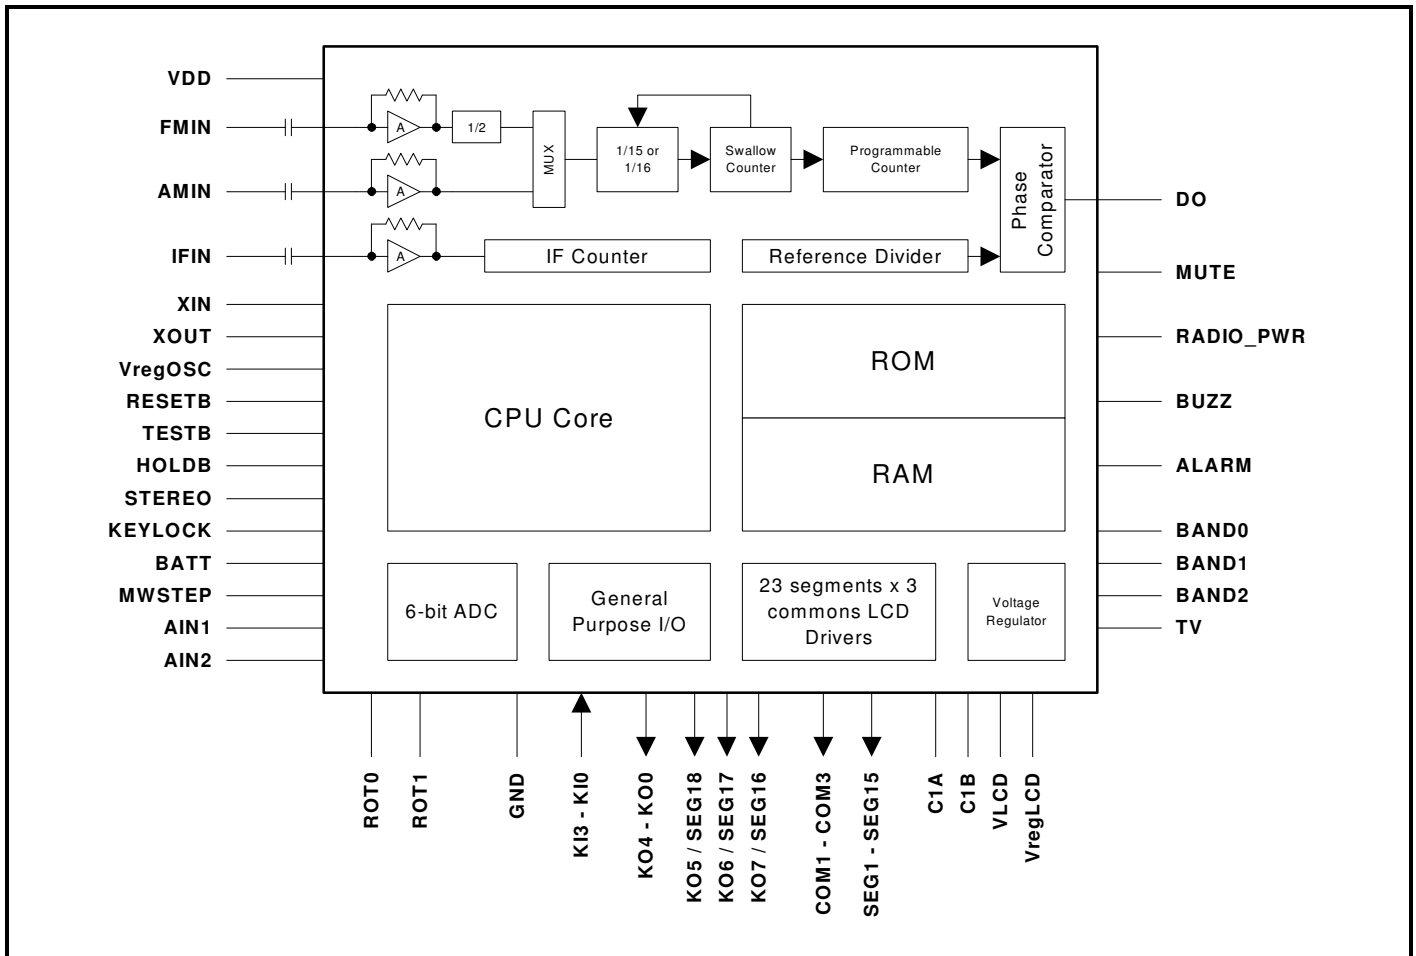 VDD
FMIN
A
1/2
AMIN
A
MUX
1/15 or
1/16
Swallow
Counter
Programmable
Counter
Phase
Comparator
DO
IFIN
A
IF Counter
Reference Divider
MUTE
XIN
XOUT
VregOSC
RESETB
TESTB
HOLDB
STEREO
KEYLOCK
BATT
MWSTEP
AIN1
AIN2
CPU Core
ROM
RAM
RADIO_PWR
BUZZ
ALARM
BAND0
BAND1
BAND2
TV
6-bit ADC
General
Purpose I/O
23 segments x 3
commons LCD
Drivers
Voltage
Regulator
ROT0
ROT1
GND
KI3 - KI0
KO4 - KO0
KO5 / SEG18
KO6 / SEG17
KO7 / SEG16
COM1 - COM3
SEG1 - SEG15
C1A
C1B
VLCD
VregLCD